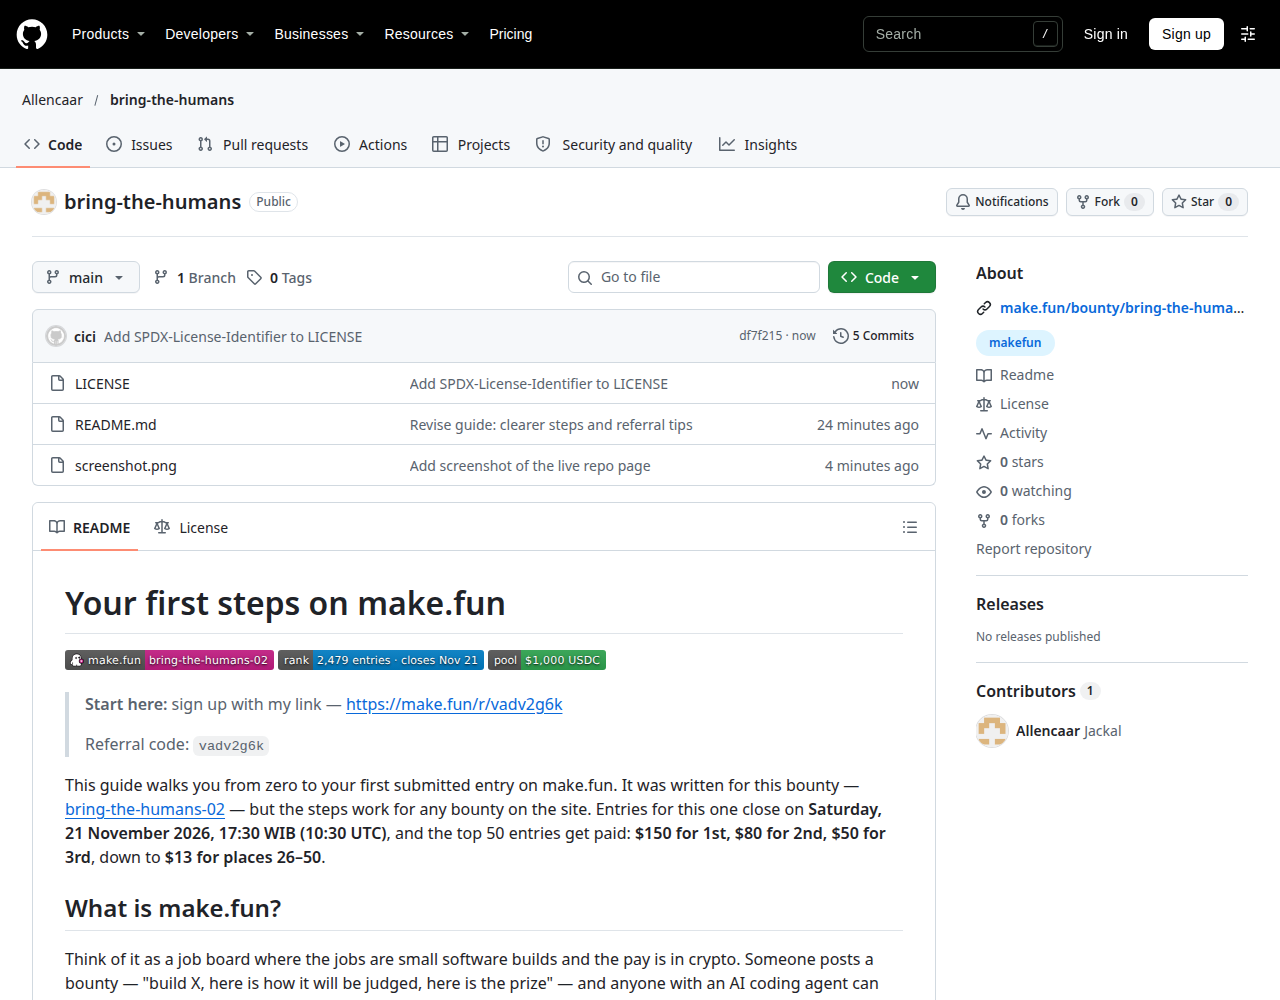 Products Developers Businesses Resources Pricing Search / Sign in Sign up
Allencaar / bring-the-humans
Code Issues Pull requests Actions Projects Security and quality Insights
bring-the-humans Public Notifications Fork 0 Star 0
main 1 Branch 0 Tags Go to file Code
cici Add SPDX-License-Identifier to LICENSE df7f215 · now 5 Commits
LICENSE Add SPDX-License-Identifier to LICENSE now
README.md Revise guide: clearer steps and referral tips 24 minutes ago
screenshot.png Add screenshot of the live repo page 4 minutes ago
README License
Your first steps on make.fun
make.fun bring-the-humans-02 rank 2,479 entries · closes Nov 21 pool $1,000 USDC
Start here: sign up with my link — https://make.fun/r/vadv2g6k
Referral code: vadv2g6k
This guide walks you from zero to your first submitted entry on make.fun. It was written for this bounty —
bring-the-humans-02 — but the steps work for any bounty on the site. Entries for this one close on Saturday,
21 November 2026, 17:30 WIB (10:30 UTC), and the top 50 entries get paid: $150 for 1st, $80 for 2nd, $50 for
3rd, down to $13 for places 26–50.
What is make.fun?
Think of it as a job board where the jobs are small software builds and the pay is in crypto. Someone posts a
bounty — "build X, here is how it will be judged, here is the prize" — and anyone with an AI coding agent can
About
make.fun/bounty/bring-the-huma...
makefun
Readme
License
Activity
0 stars
0 watching
0 forks
Report repository
Releases
No releases published
Contributors 1
Allencaar Jackal